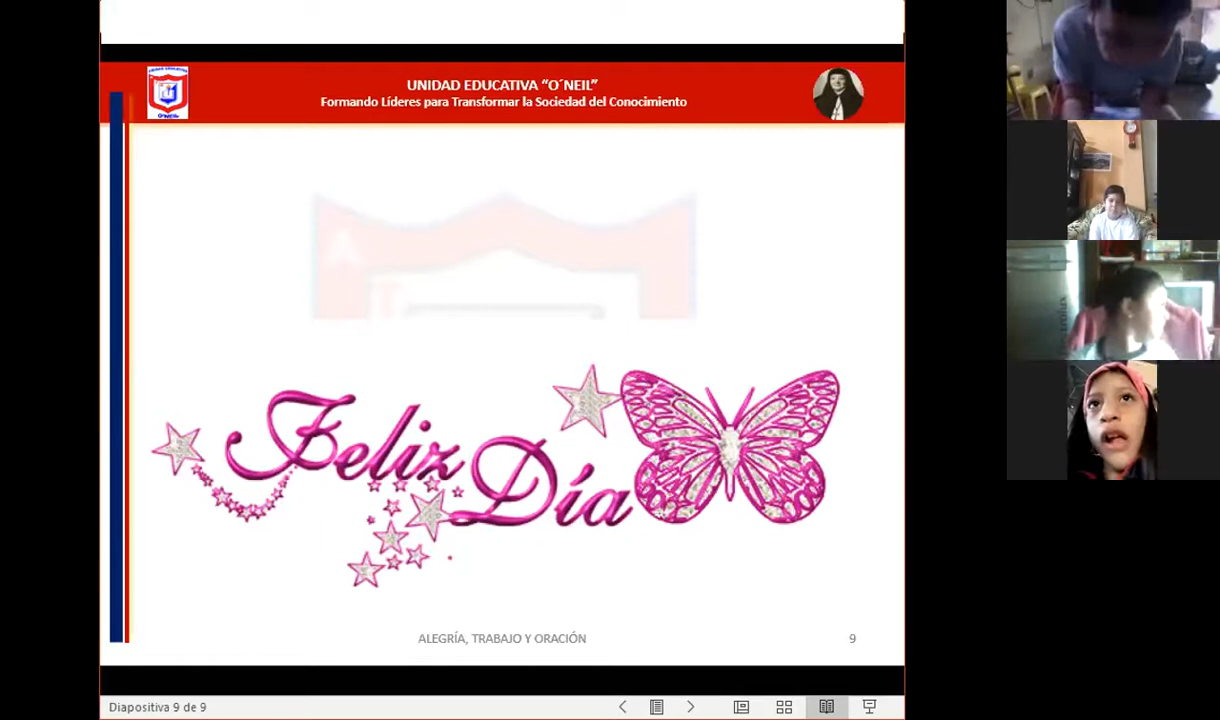 UNIDAD EDUCATIVA “O´NEIL”
Formando Líderes para Transformar la Sociedad del Conocimiento
O´NEIL
Feliz Día
ALEGRÍA, TRABAJO Y ORACIÓN
9
Diapositiva 9 de 9